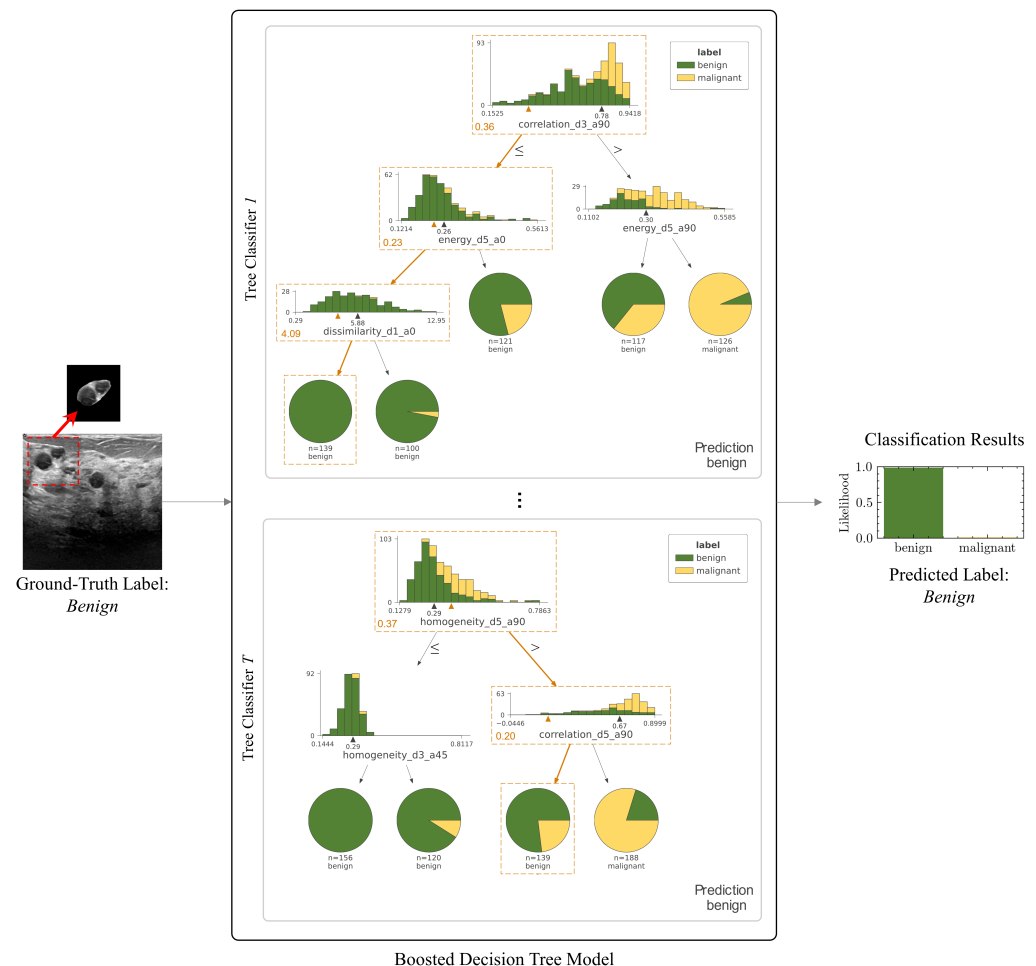 Tree Classifier 1
93
0
0.1525
0.78
0.9418
0.36
correlation_d3_a90
label
benign
malignant
≤
>
62
0
0.1214
0.26
0.5613
0.23
energy_d5_a0
29
0
0.1102
0.30
0.5585
energy_d5_a90
28
0
0.29
5.88
12.95
4.09
dissimilarity_d1_a0
n=121
benign
n=117
benign
n=126
malignant
n=139
benign
n=100
benign
Prediction
benign
Ground-Truth Label:
Benign
...
Classification Results
Likelihood
1.0
0.5
0.0
benign
malignant
Predicted Label:
Benign
Tree Classifier T
103
0
0.1279
0.29
0.7863
0.37
homogeneity_d5_a90
label
benign
malignant
≤
>
92
0
0.1444
0.29
0.8117
homogeneity_d3_a45
63
0
−0.0446
0.67
0.8999
0.20
correlation_d5_a90
n=156
benign
n=120
benign
n=139
benign
n=188
malignant
Prediction
benign
Boosted Decision Tree Model